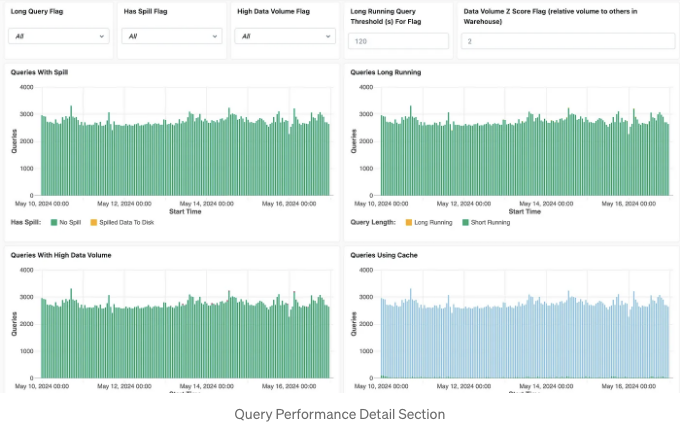 Long Query Flag
Has Spill Flag
High Data Volume Flag
Long Running Query
Threshold (s) For Flag
Data Volume Z Score Flag (relative volume to others in
Warehouse)
All
All
All
120
2
Queries With Spill
4000
3000
2000
1000
0
Queries
May 10, 2024 00:00
May 12, 2024 00:00
May 14, 2024 00:00
May 16, 2024 00:00
Start Time
Has Spill:
No Spill
Spilled Data To Disk
Queries Long Running
4000
3000
2000
1000
0
Queries
May 10, 2024 00:00
May 12, 2024 00:00
May 14, 2024 00:00
May 16, 2024 00:00
Start Time
Query Length:
Long Running
Short Running
Queries With High Data Volume
4000
3000
2000
1000
0
Queries
May 10, 2024 00:00
May 12, 2024 00:00
May 14, 2024 00:00
May 16, 2024 00:00
Start Time
Queries Using Cache
4000
3000
2000
1000
0
Queries
May 10, 2024 00:00
May 12, 2024 00:00
May 14, 2024 00:00
May 16, 2024 00:00
Start Time
Query Performance Detail Section